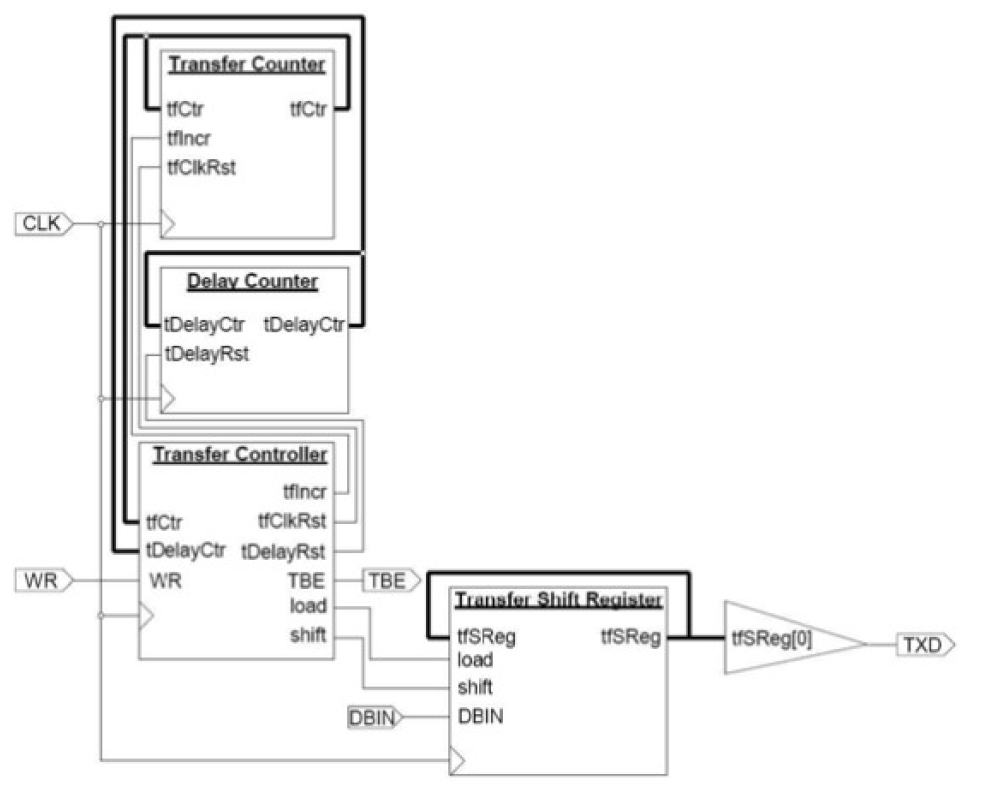 Transfer Counter
tfCtr tfCtr
tfIncr
tfClkRst
CLK
Delay Counter
tDelayCtr tDelayCtr
tDelayRst
Transfer Controller
tfIncr
tfCtr tfClkRst
tDelayCtr tDelayRst
WR WR TBE TBE
load
shift
Transfer Shift Register
tfSReg tfSReg tfSReg[0] TXD
load
shift
DBIN DBIN